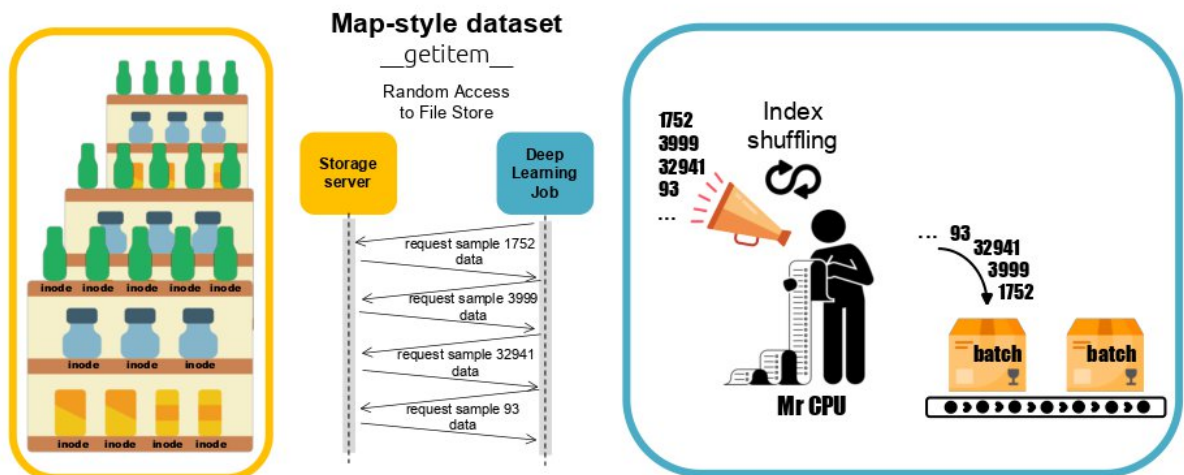 Map-style dataset
__getitem__
Random Access
to File Store
Storage
server
Deep
Learning
Job
request sample 1752
data
request sample 3999
data
request sample 32941
data
request sample 93
data
inode inode inode inode inode
inode inode inode
inode inode inode inode
1752
3999
32941
93
...
Index
shuffling
Mr CPU
... 93
32941
3999
1752
batch batch